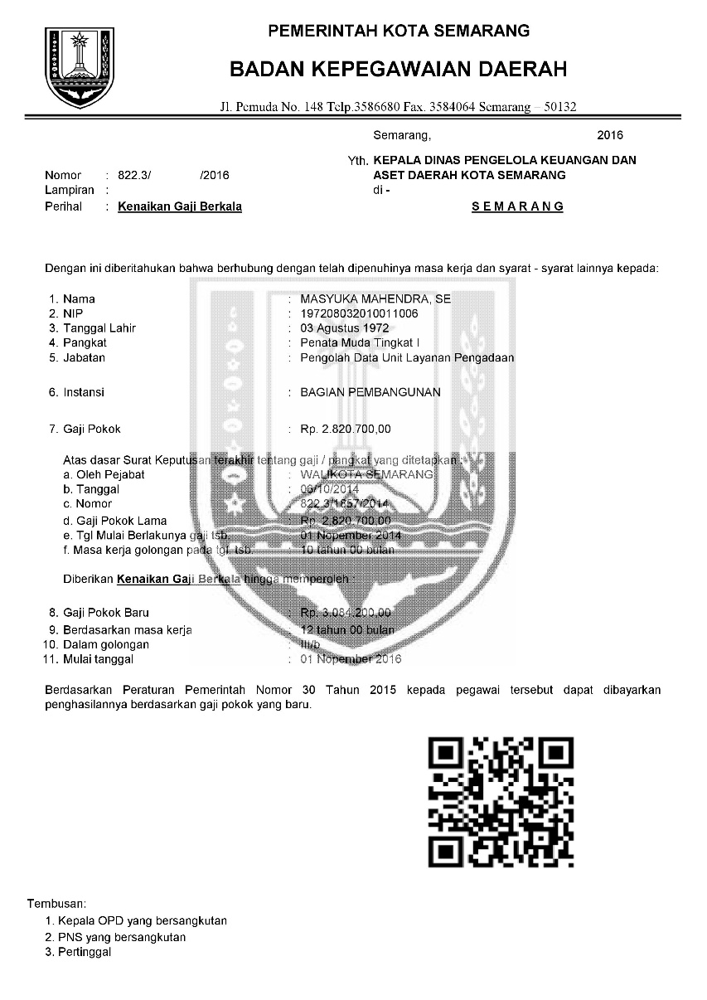 PEMERINTAH KOTA SEMARANG
BADAN KEPEGAWAIAN DAERAH
Jl. Pemuda No. 148 Telp.3586680 Fax. 3584064 Semarang – 50132
Semarang, 2016
Yth. KEPALA DINAS PENGELOLA KEUANGAN DAN
Nomor : 822.3/ /2016 ASET DAERAH KOTA SEMARANG
Lampiran : di -
Perihal : Kenaikan Gaji Berkala S E M A R A N G
Dengan ini diberitahukan bahwa berhubung dengan telah dipenuhinya masa kerja dan syarat - syarat lainnya kepada:
1. Nama : MASYUKA MAHENDRA, SE
2. NIP : 197208032010011006
3. Tanggal Lahir : 03 Agustus 1972
4. Pangkat : Penata Muda Tingkat I
5. Jabatan : Pengolah Data Unit Layanan Pengadaan
6. Instansi : BAGIAN PEMBANGUNAN
7. Gaji Pokok : Rp. 2.820.700,00
Atas dasar Surat Keputusan terakhir tentang gaji / pangkat yang ditetapkan :
a. Oleh Pejabat : WALIKOTA SEMARANG
b. Tanggal : 06/10/2014
c. Nomor : 822.3/1857/2014
d. Gaji Pokok Lama : Rp. 2.820.700,00
e. Tgl Mulai Berlakunya gaji tsb. : 01 Nopember 2014
f. Masa kerja golongan pada tgl. tsb. : 10 tahun 00 bulan
Diberikan Kenaikan Gaji Berkala hingga memperoleh :
8. Gaji Pokok Baru : Rp. 3.084.200,00
9. Berdasarkan masa kerja : 12 tahun 00 bulan
10. Dalam golongan : III/b
11. Mulai tanggal : 01 Nopember 2016
Berdasarkan Peraturan Pemerintah Nomor 30 Tahun 2015 kepada pegawai tersebut dapat dibayarkan
penghasilannya berdasarkan gaji pokok yang baru.
Tembusan:
1. Kepala OPD yang bersangkutan
2. PNS yang bersangkutan
3. Pertinggal